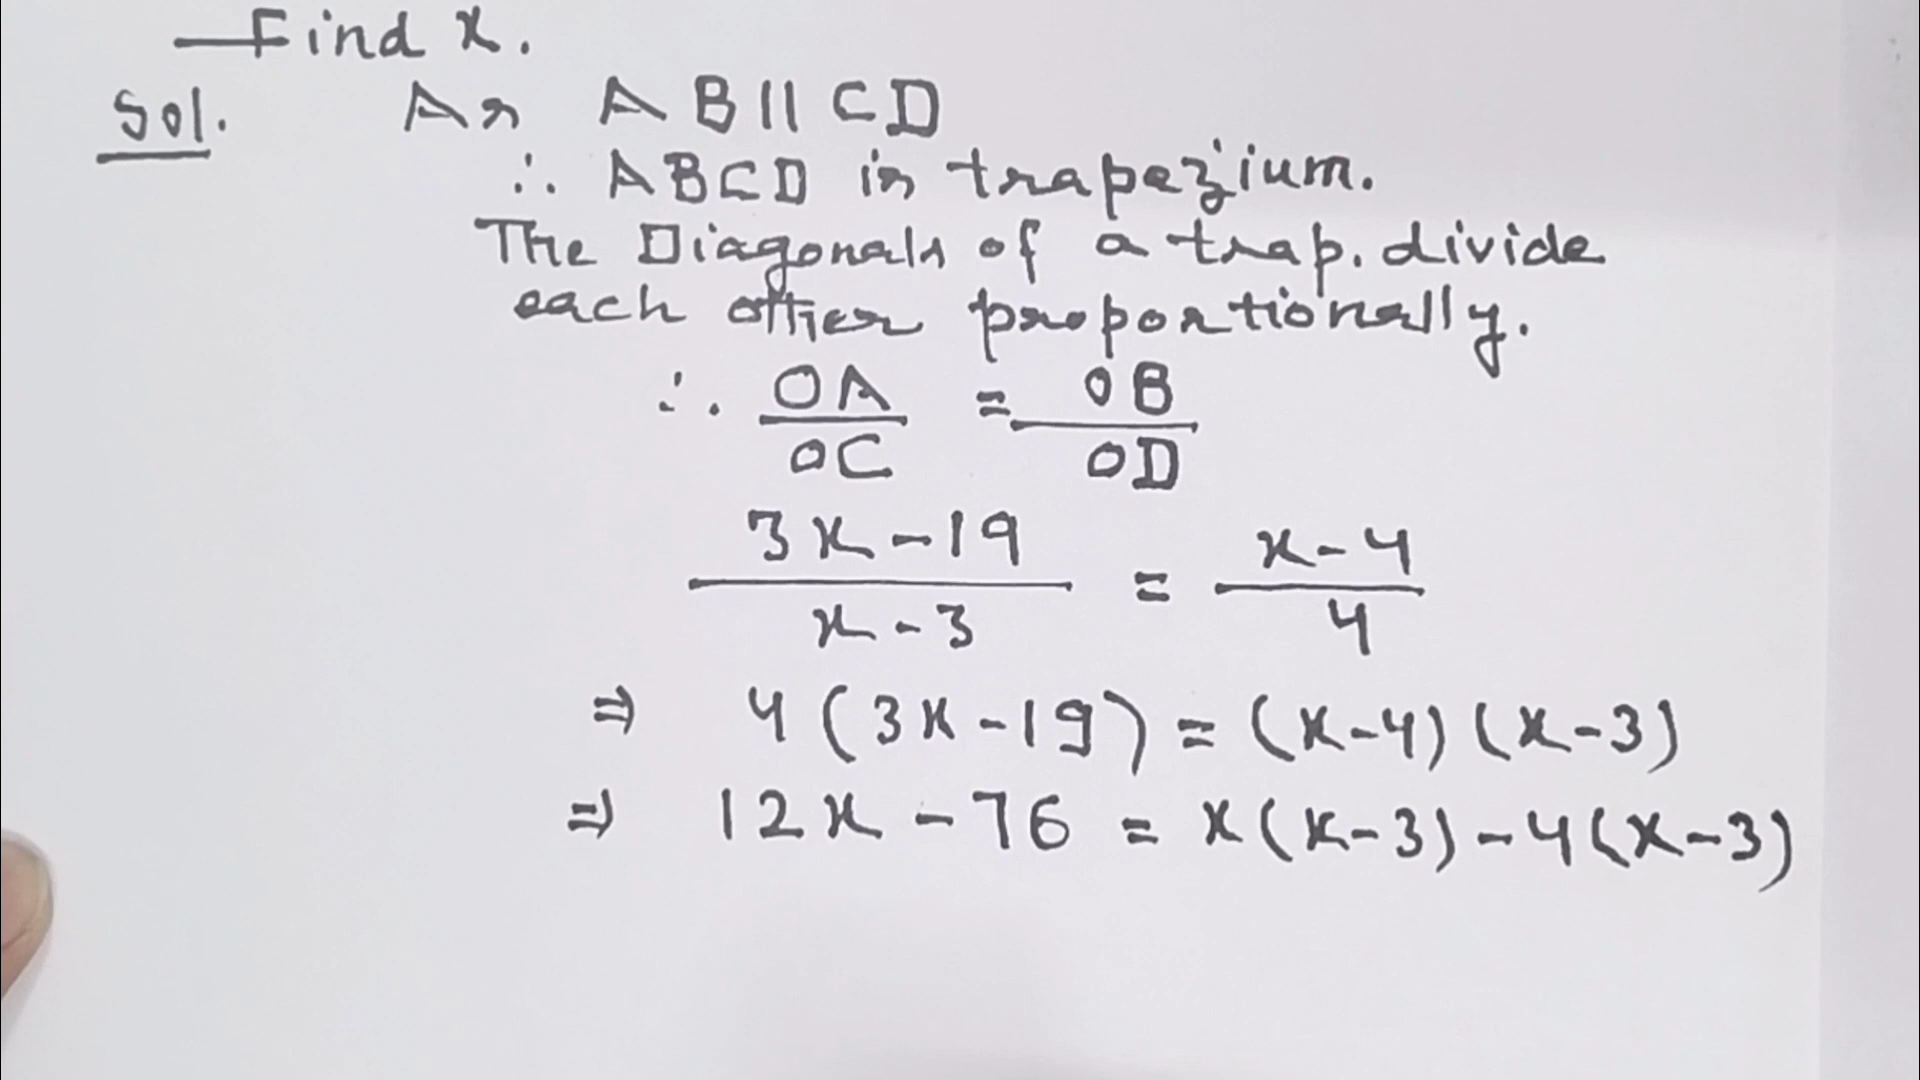 Find x.
Sol. As AB || CD
∴ ABCD is trapezium.
The Diagonals of a trap. divide
each other proportionally.
∴ OA/OC = OB/OD
(3x-19)/(x-3) = (x-4)/4
⇒ 4(3x-19) = (x-4)(x-3)
⇒ 12x-76 = x(x-3)-4(x-3)